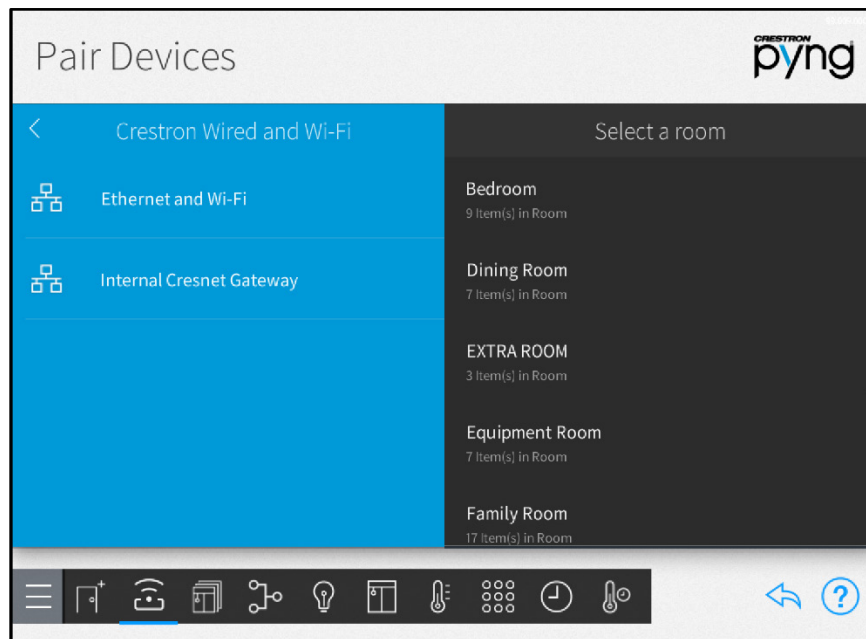 Pair Devices
CRESTRON
pyng
Crestron Wired and Wi-Fi
Ethernet and Wi-Fi
Internal Cresnet Gateway
Select a room
Bedroom
9 Item(s) in Room
Dining Room
7 Item(s) in Room
EXTRA ROOM
3 Item(s) in Room
Equipment Room
7 Item(s) in Room
Family Room
17 Item(s) in Room
?